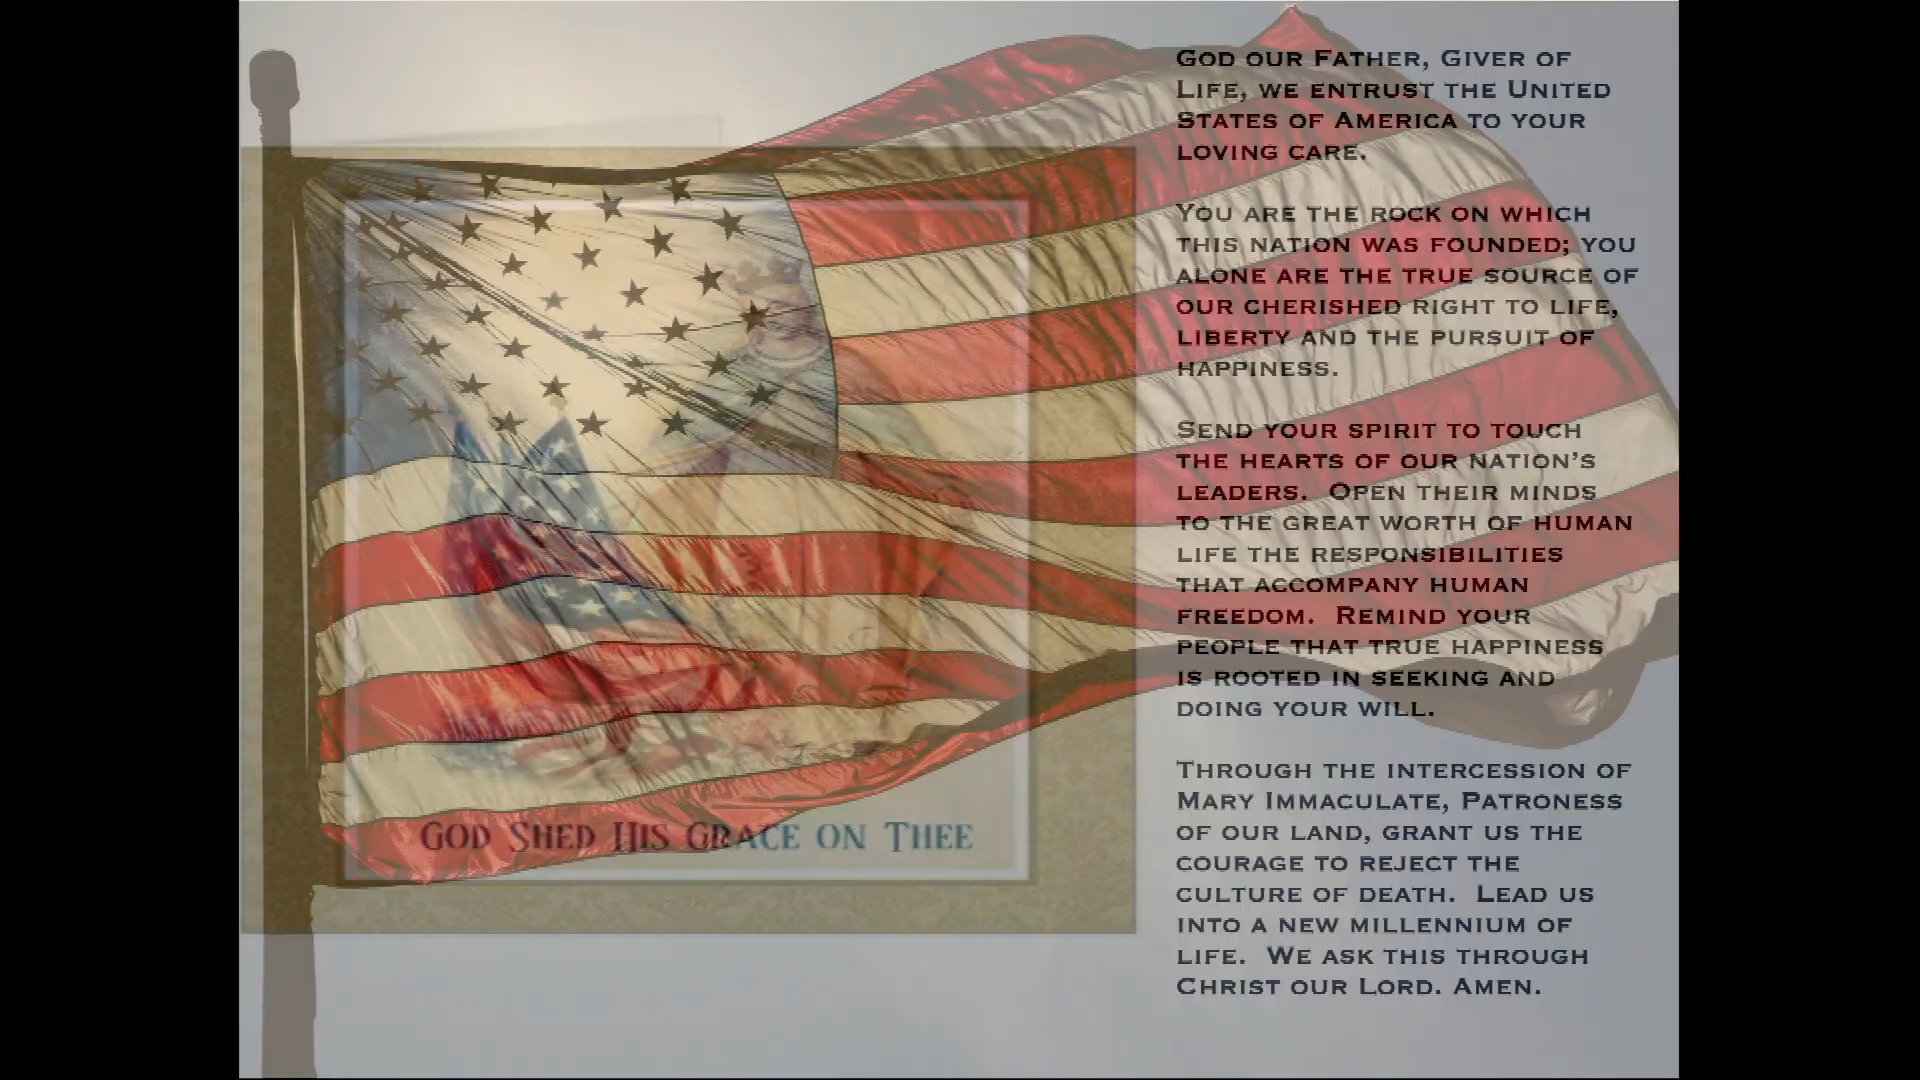 God our Father, Giver of
Life, we entrust the United
States of America to your
loving care.
You are the rock on which
this nation was founded; you
alone are the true source of
our cherished right to life,
liberty and the pursuit of
happiness.
Send your spirit to touch
the hearts of our nation's
leaders.  Open their minds
to the great worth of human
life the responsibilities
that accompany human
freedom.  Remind your
people that true happiness
is rooted in seeking and
doing your will.
Through the intercession of
Mary Immaculate, Patroness
of our land, grant us the
courage to reject the
culture of death.  Lead us
into a new millennium of
life.  We ask this through
Christ our Lord. Amen.
God Shed His Grace on Thee